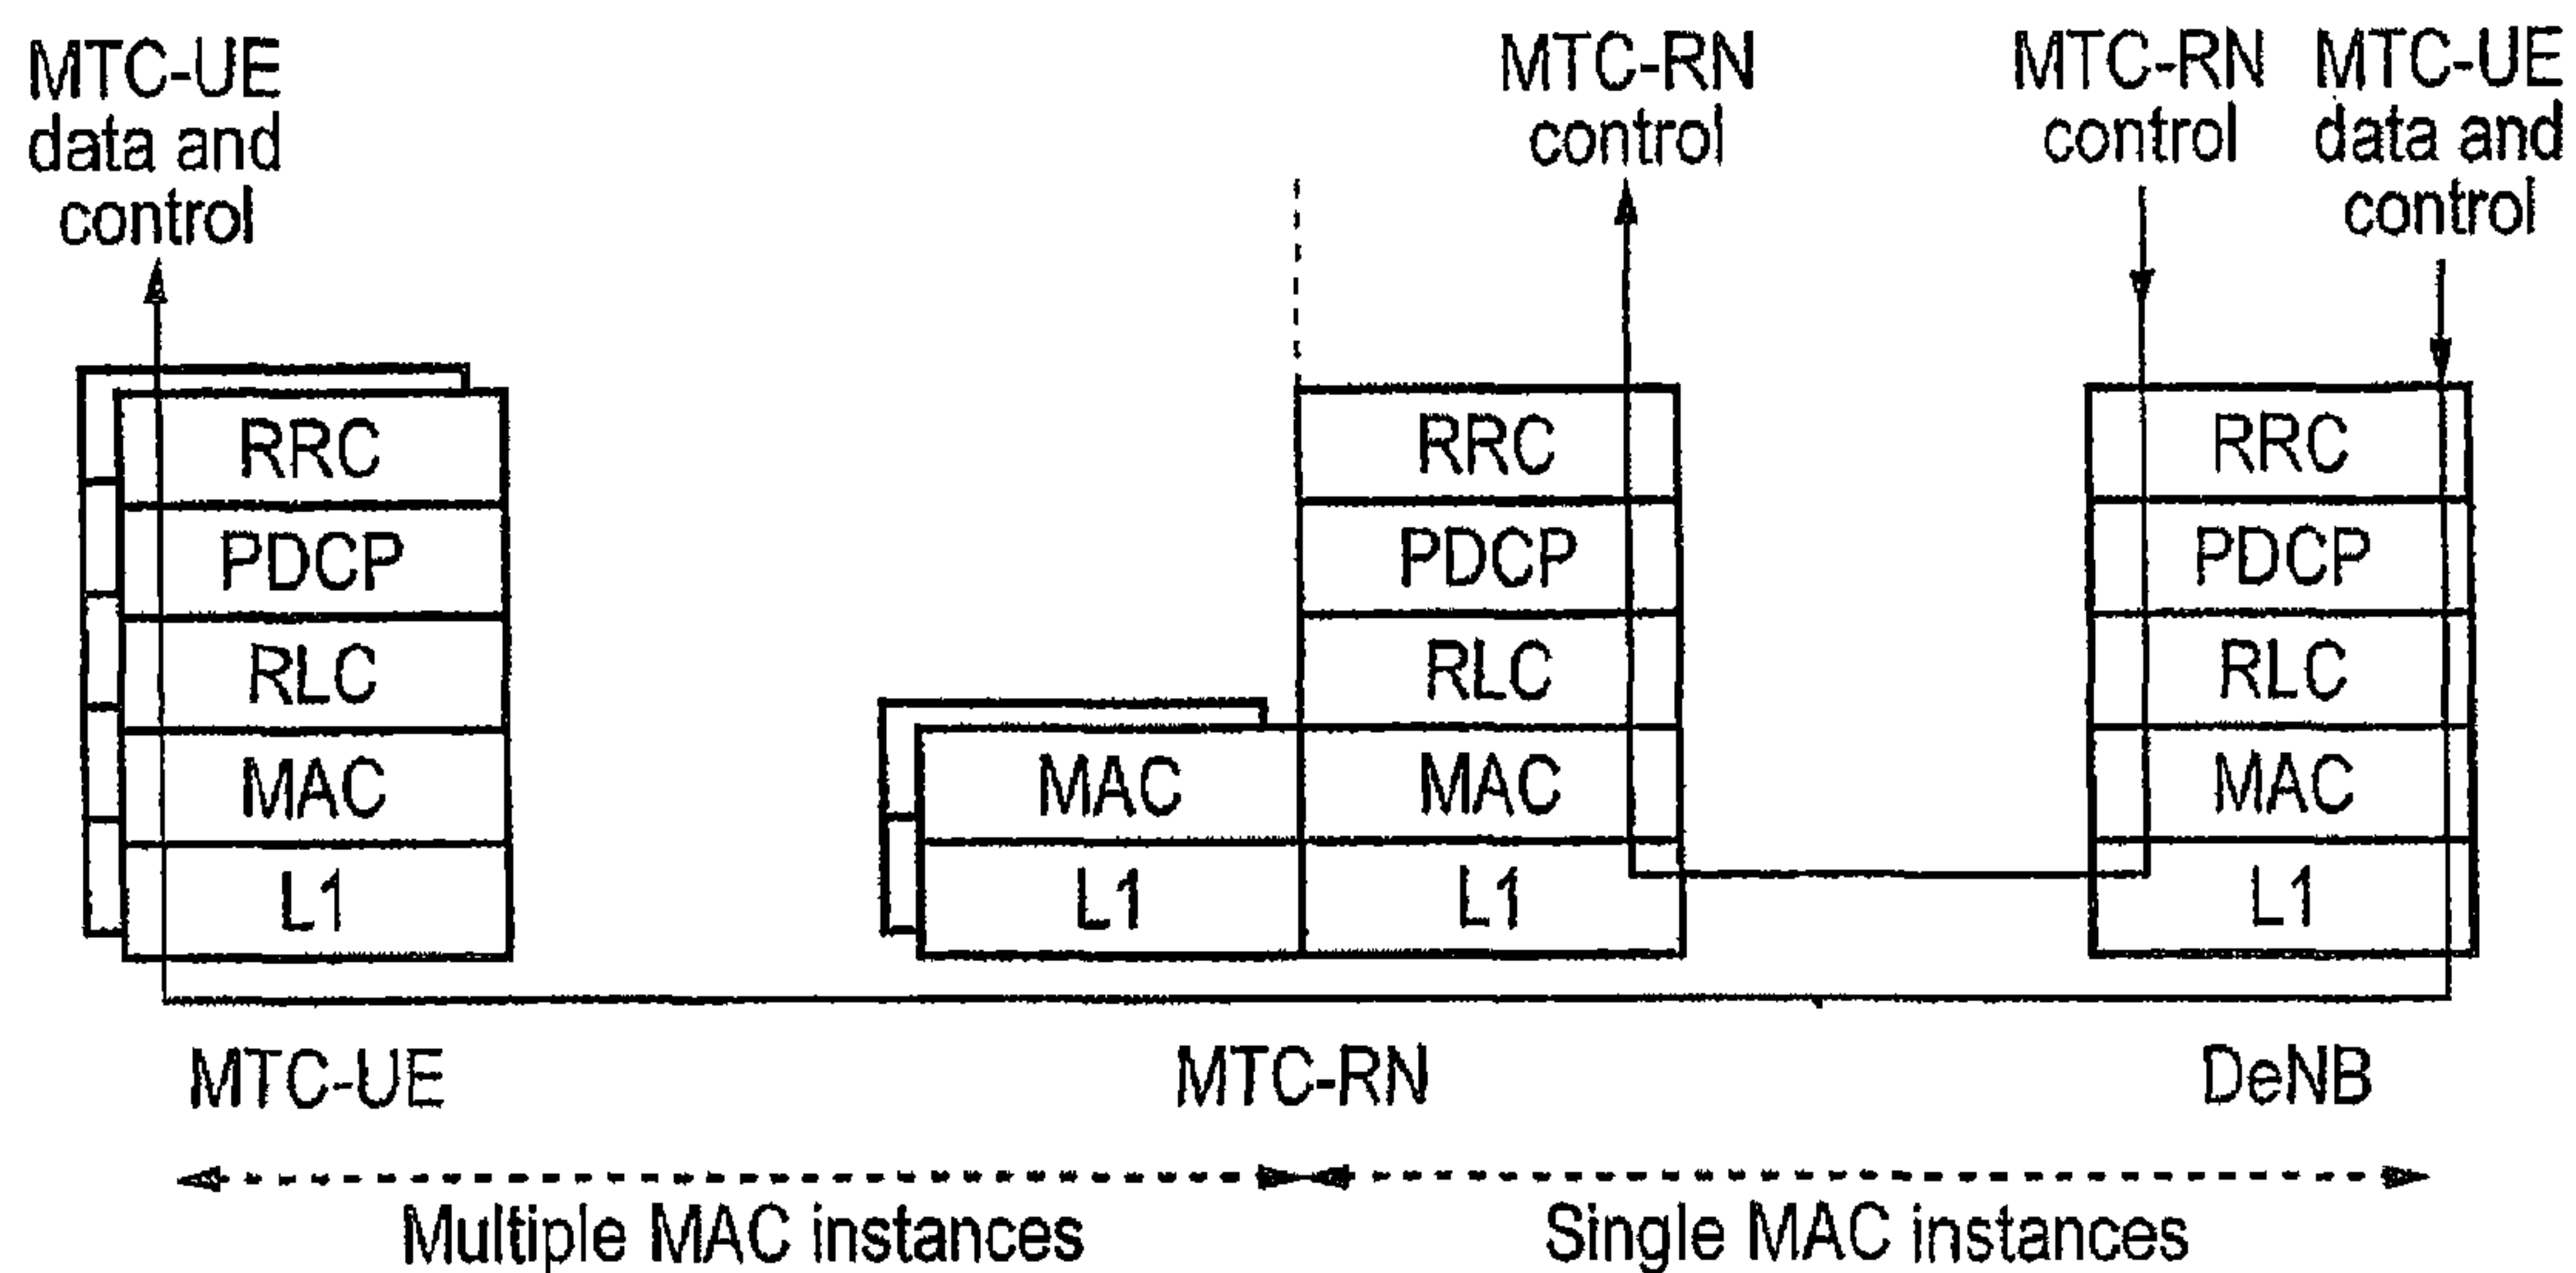 MTC-UE
data and
control
MTC-RN
control
MTC-RN
control
MTC-UE
data and
control
RRC
PDCP
RLC
MAC
L1
MAC
L1
RRC
PDCP
RLC
MAC
L1
RRC
PDCP
RLC
MAC
L1
MTC-UE
MTC-RN
DeNB
Multiple MAC instances
Single MAC instances